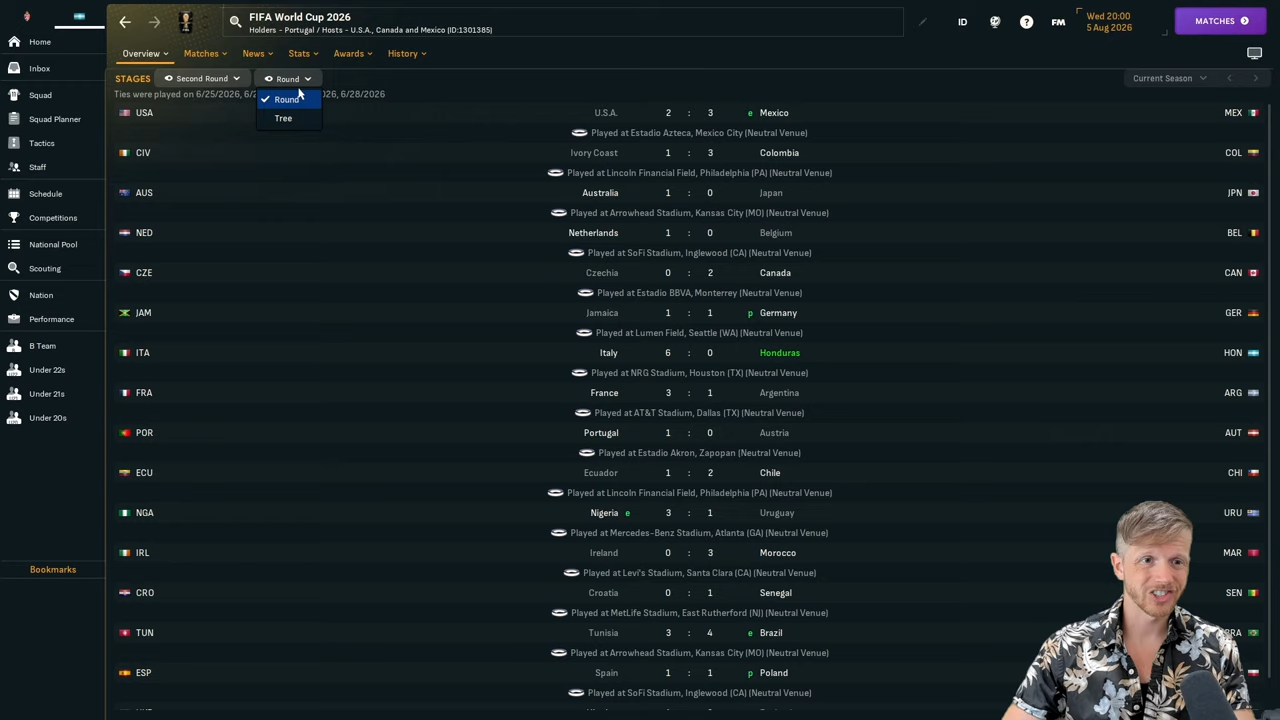 FIFA World Cup 2026
Holders - Portugal / Hosts - U.S.A., Canada and Mexico (ID:1301385)
ID
FM
Wed 20:00
5 Aug 2026
MATCHES
Home
Inbox
Squad
Squad Planner
Tactics
Staff
Schedule
Competitions
National Pool
Scouting
Nation
Performance
B Team
Under 22s
Under 21s
Under 20s
Bookmarks
Overview Matches News Stats Awards History
STAGES Second Round Round
Current Season
Ties were played on 6/25/2026, 6/2 026, 6/28/2026
Round
Tree
USA U.S.A. 2 : 3 e Mexico MEX
Played at Estadio Azteca, Mexico City (Neutral Venue)
CIV Ivory Coast 1 : 3 Colombia COL
Played at Lincoln Financial Field, Philadelphia (PA) (Neutral Venue)
AUS Australia 1 : 0 Japan JPN
Played at Arrowhead Stadium, Kansas City (MO) (Neutral Venue)
NED Netherlands 1 : 0 Belgium BEL
Played at SoFi Stadium, Inglewood (CA) (Neutral Venue)
CZE Czechia 0 : 2 Canada CAN
Played at Estadio BBVA, Monterrey (Neutral Venue)
JAM Jamaica 1 : 1 p Germany GER
Played at Lumen Field, Seattle (WA) (Neutral Venue)
ITA Italy 6 : 0 Honduras HON
Played at NRG Stadium, Houston (TX) (Neutral Venue)
FRA France 3 : 1 Argentina ARG
Played at AT&T Stadium, Dallas (TX) (Neutral Venue)
POR Portugal 1 : 0 Austria AUT
Played at Estadio Akron, Zapopan (Neutral Venue)
ECU Ecuador 1 : 2 Chile CHI
Played at Lincoln Financial Field, Philadelphia (PA) (Neutral Venue)
NGA Nigeria e 3 : 1 Uruguay URU
Played at Mercedes-Benz Stadium, Atlanta (GA) (Neutral Venue)
IRL Ireland 0 : 3 Morocco MAR
Played at Levi's Stadium, Santa Clara (CA) (Neutral Venue)
CRO Croatia 0 : 1 Senegal SEN
Played at MetLife Stadium, East Rutherford (NJ) (Neutral Venue)
TUN Tunisia 3 : 4 e Brazil BRA
Played at Arrowhead Stadium, Kansas City (MO) (Neutral Venue)
ESP Spain 1 : 1 p Poland
Played at SoFi Stadium, Inglewood (CA) (Neutral Venue)